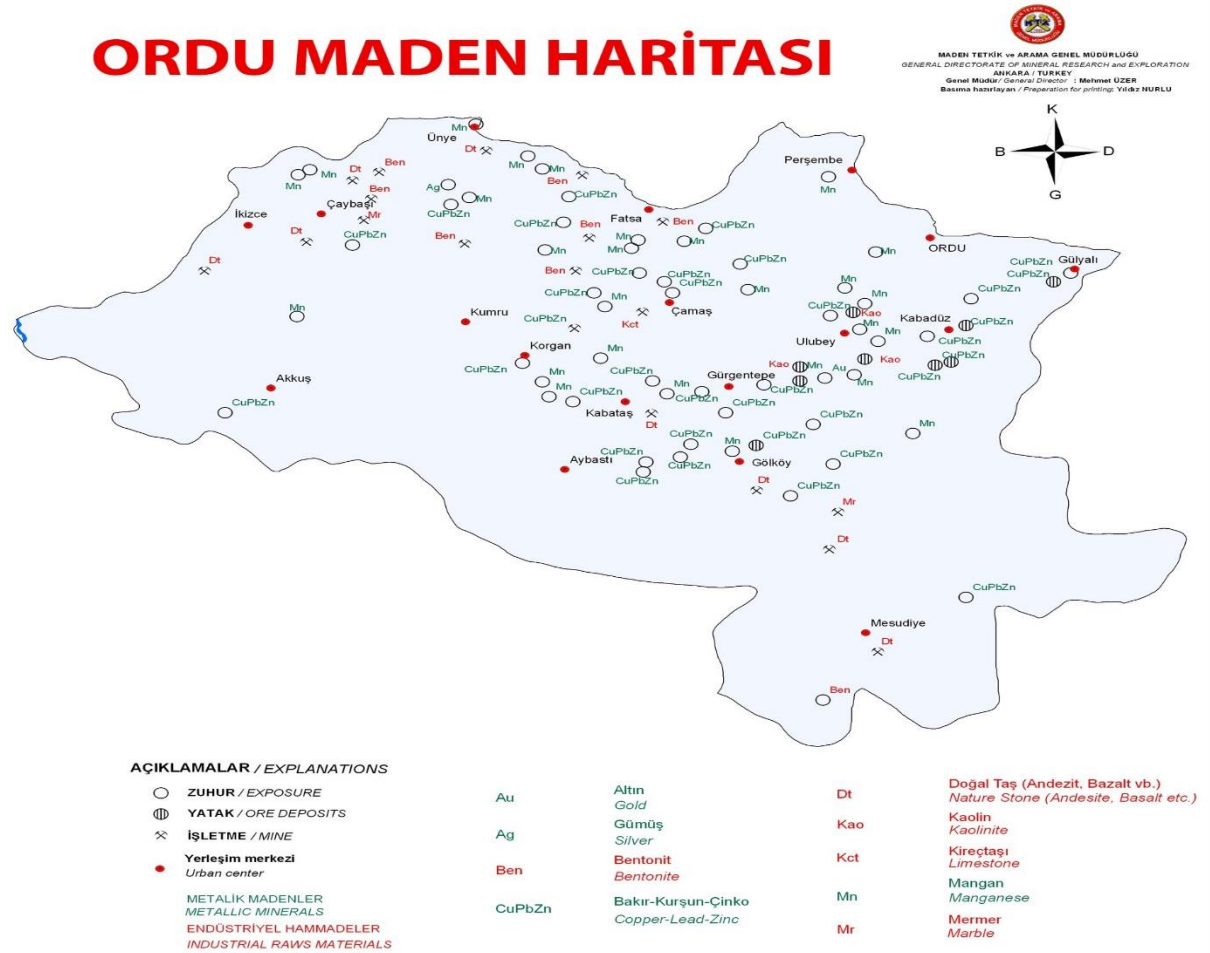 ORDU MADEN HARİTASI
MADEN TETKİK ve ARAMA GENEL MÜDÜRLÜĞÜ
GENERAL DIRECTORATE OF MINERAL RESEARCH and EXPLORATION
ANKARA / TURKEY
Genel Müdür/ General Director : Mehmet ÜZER
Basıma hazırlayan / Preperation for printing: Yıldız NURLU
K
B
D
G
Mn
Ünye
Dt
Mn
Mn
Perşembe
Mn
Mn
Mn
Dt
Ben
Ben
Ben
Ag
Mn
CuPbZn
CuPbZn
İkizce
Çaybaşı
Mr
Fatsa
Ben
Dt
CuPbZn
Ben
CuPbZn
Ben
Mn
Mn
CuPbZn
ORDU
Dt
Mn
Ben
CuPbZn
CuPbZn
CuPbZn
CuPbZn
Mn
CuPbZn
Gülyalı
CuPbZn
Mn
Mn
CuPbZn
Mn
Mn
CuPbZn
Mn
Kumru
CuPbZn
Kct
Çamaş
CuPbZn
Kao
Mn
Ulubey
Kabadüz
CuPbZn
CuPbZn
Korgan
CuPbZn
Mn
Mn
Kao
Mn
Kao
Au
Mn
CuPbZn
Akkuş
CuPbZn
Mn
Mn
CuPbZn
CuPbZn
Mn
CuPbZn
Gürgentepe
CuPbZn
Kabataş
Dt
CuPbZn
Mn
Aybastı
CuPbZn
CuPbZn
CuPbZn
CuPbZn
Mn
CuPbZn
Gölköy
CuPbZn
Dt
CuPbZn
Mr
Dt
CuPbZn
Mesudiye
Dt
Ben
AÇIKLAMALAR / EXPLANATIONS
ZUHUR / EXPOSURE
YATAK / ORE DEPOSITS
İŞLETME / MINE
Yerleşim merkezi
Urban center
METALİK MADENLER
METALLIC MINERALS
ENDÜSTRİYEL HAMMADELER
INDUSTRIAL RAWS MATERIALS
Au
Altın
Gold
Ag
Gümüş
Silver
Ben
Bentonit
Bentonite
CuPbZn
Bakır-Kurşun-Çinko
Copper-Lead-Zinc
Dt
Doğal Taş (Andezit, Bazalt vb.)
Nature Stone (Andesite, Basalt etc.)
Kao
Kaolin
Kaolinite
Kct
Kireçtaşı
Limestone
Mn
Mangan
Manganese
Mr
Mermer
Marble